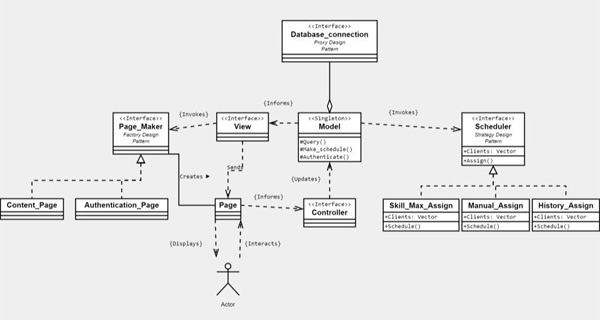 <<Interface>>
Database_connection
Proxy Design
Pattern
{Informs}
{Invokes}
{Invokes}
<<Interface>>
Page_Maker
Factory Design
Pattern
<<Interface>>
View
<<Singleton>>
Model
#Query()
#Make_schedule()
#Authenticate()
<<Interface>>
Scheduler
Strategy Design
Pattern
+Clients: Vector
+Assign()
Creates ►
Sends
{Updates}
{Informs}
Content_Page
Authentication_Page
Page
<<Interface>>
Controller
Skill_Max_Assign
+Clients: Vector
+Schedule()
Manual_Assign
+Clients: Vector
+Schedule()
History_Assign
+Clients: Vector
+Schedule()
{Displays}
{Interacts}
Actor